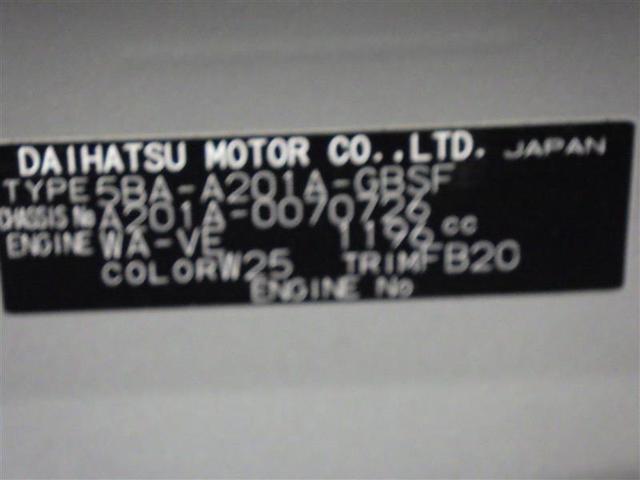 DAIHATSU MOTOR CO.,LTD. JAPAN
TYPE 5BA-A201A-GBSF
CHASSIS No A201A-0070726
ENGINE WA-VE 1196 cc
COLOR W25 TRIM FB20
ENGINE No